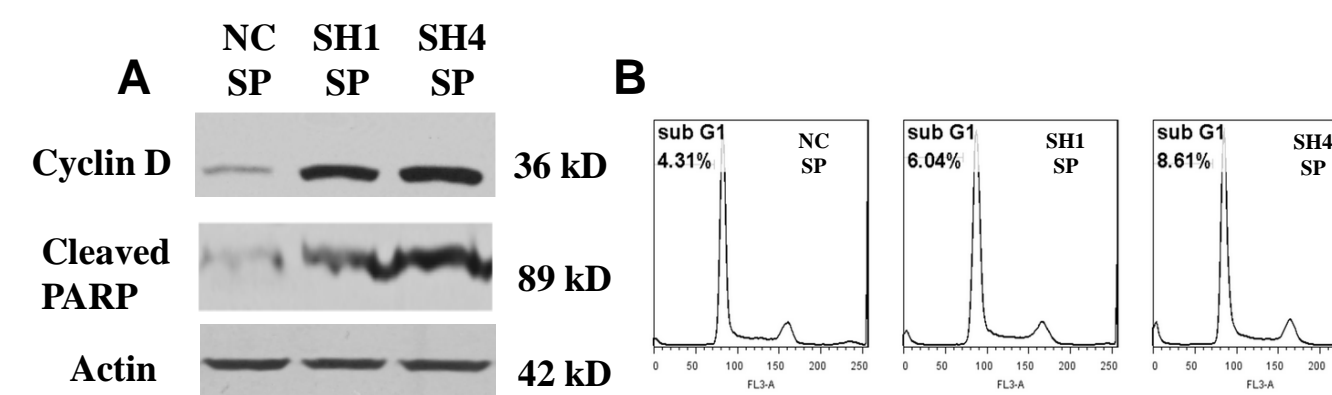 A
NC SH1 SH4
SP SP SP
Cyclin D 36 kD
Cleaved
PARP 89 kD
Actin 42 kD
B
sub G1
4.31%
NC
SP
0 50 100 150 200 250
FL3-A
sub G1
6.04%
SH1
SP
0 50 100 150 200 250
FL3-A
sub G1
8.61%
SH4
SP
0 50 100 150 200
FL3-A